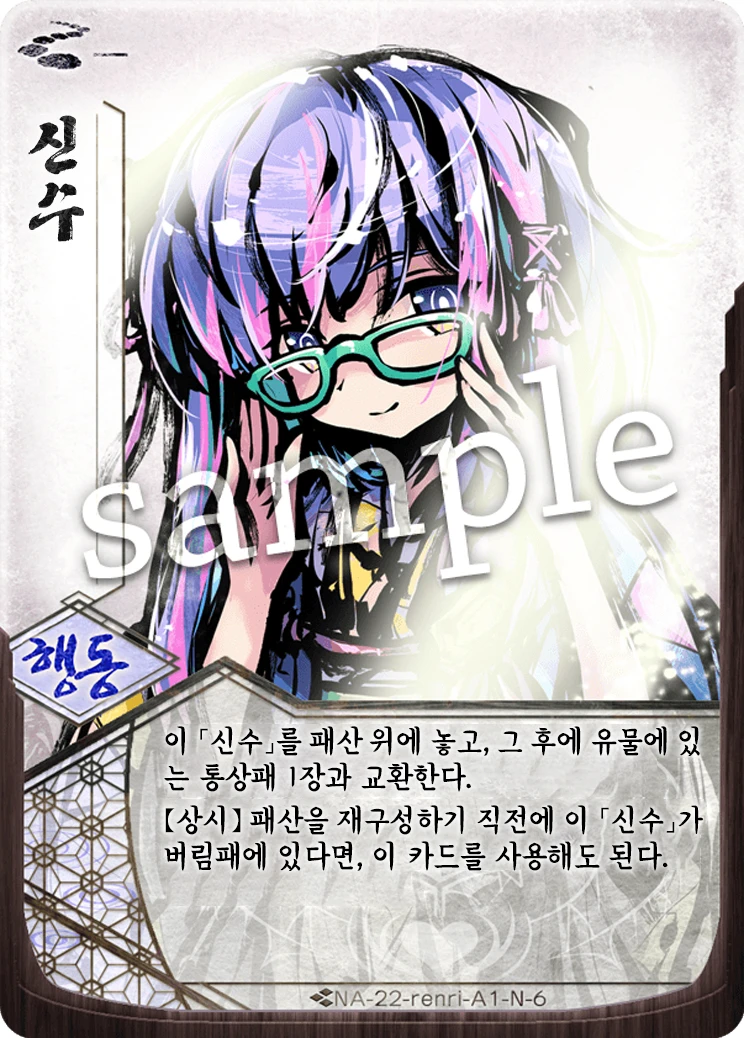 신수
sample
행동
이 「신수」를 패산 위에 놓고, 그 후에 유물에 있
는 통상패 1장과 교환한다.
【상시】 패산을 재구성하기 직전에 이 「신수」가
버림패에 있다면, 이 카드를 사용해도 된다.
NA-22-renri-A1-N-6